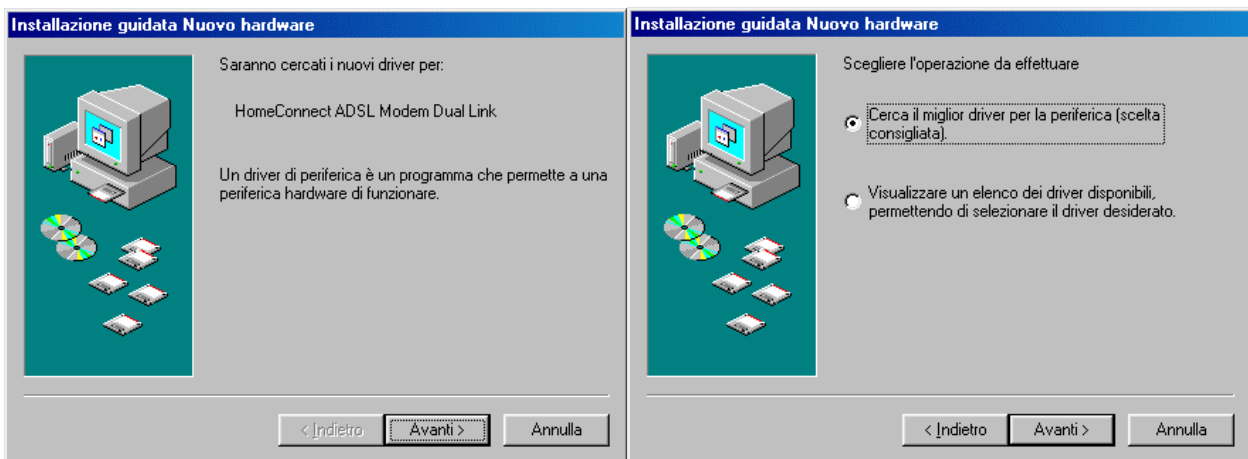 Installazione guidata Nuovo hardware
Saranno cercati i nuovi driver per:
HomeConnect ADSL Modem Dual Link
Un driver di periferica è un programma che permette a una
periferica hardware di funzionare.
< Indietro
Avanti >
Annulla
Installazione guidata Nuovo hardware
Scegliere l'operazione da effettuare
Cerca il miglior driver per la periferica (scelta
consigliata).
Visualizzare un elenco dei driver disponibili,
permettendo di selezionare il driver desiderato.
< Indietro
Avanti >
Annulla